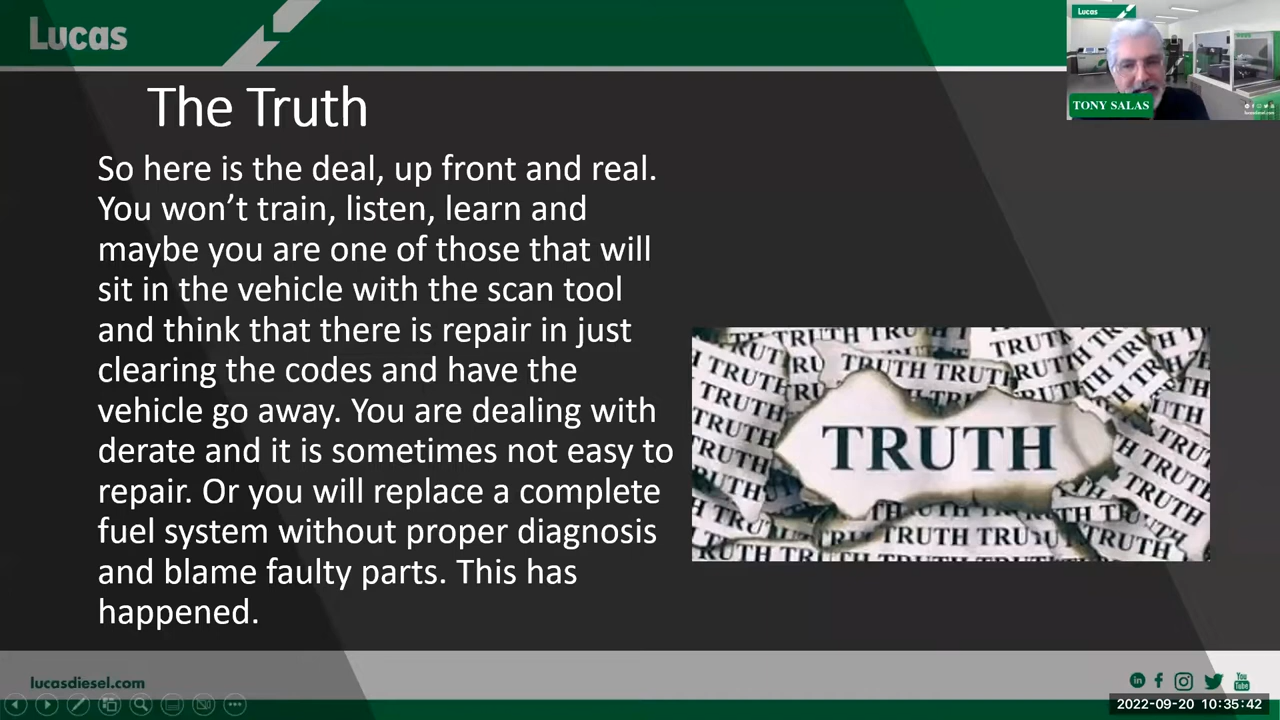 Lucas
Lucas
TONY SALAS
The Truth
So here is the deal, up front and real.
You won’t train, listen, learn and
maybe you are one of those that will
sit in the vehicle with the scan tool
and think that there is repair in just
clearing the codes and have the
vehicle go away. You are dealing with
derate and it is sometimes not easy to
repair. Or you will replace a complete
fuel system without proper diagnosis
and blame faulty parts. This has
happened.
TRUTH
lucasdiesel.com
You
Tube
2022-09-20 10:35:42